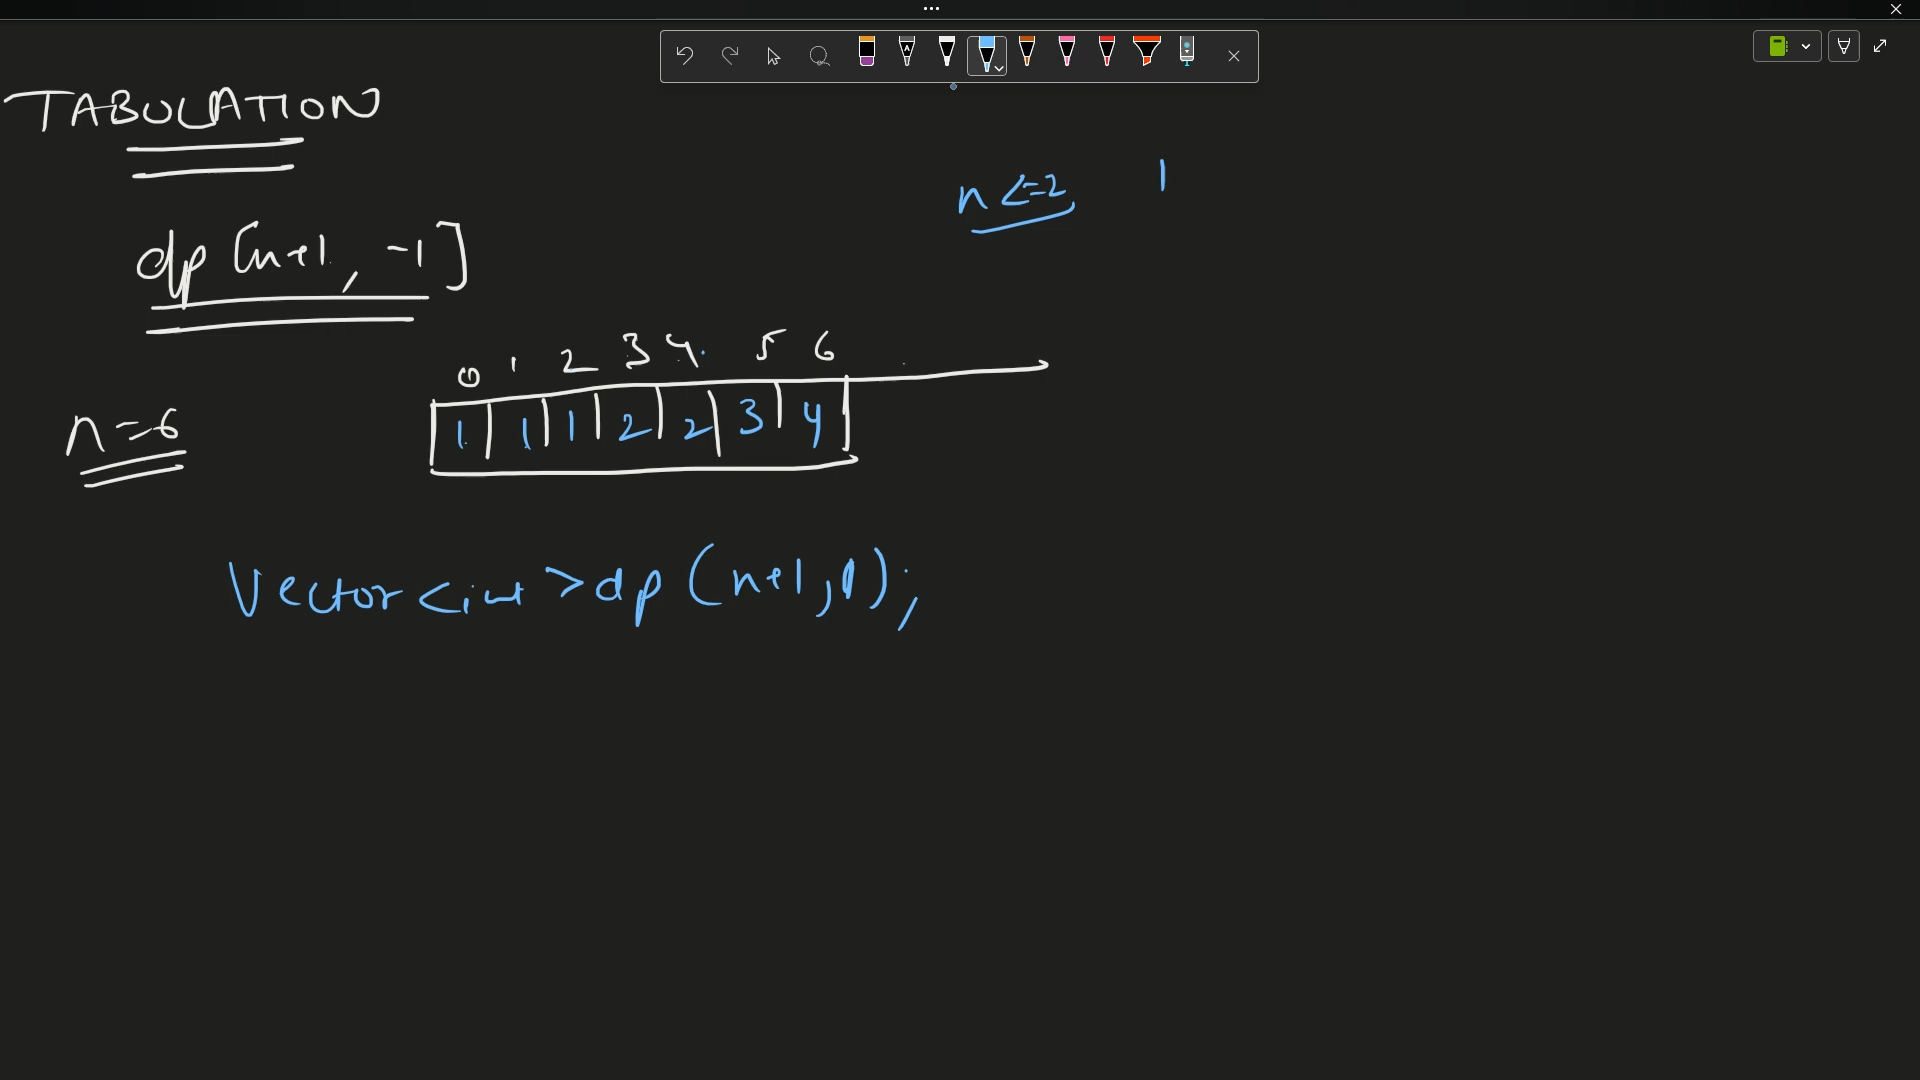 TABULATION
n<=2 1
dp[n+1, -1]
0 1 2 3 4 5 6
n=6
1 1 1 2 2 3 4
Vector<int>dp(n+1,1);